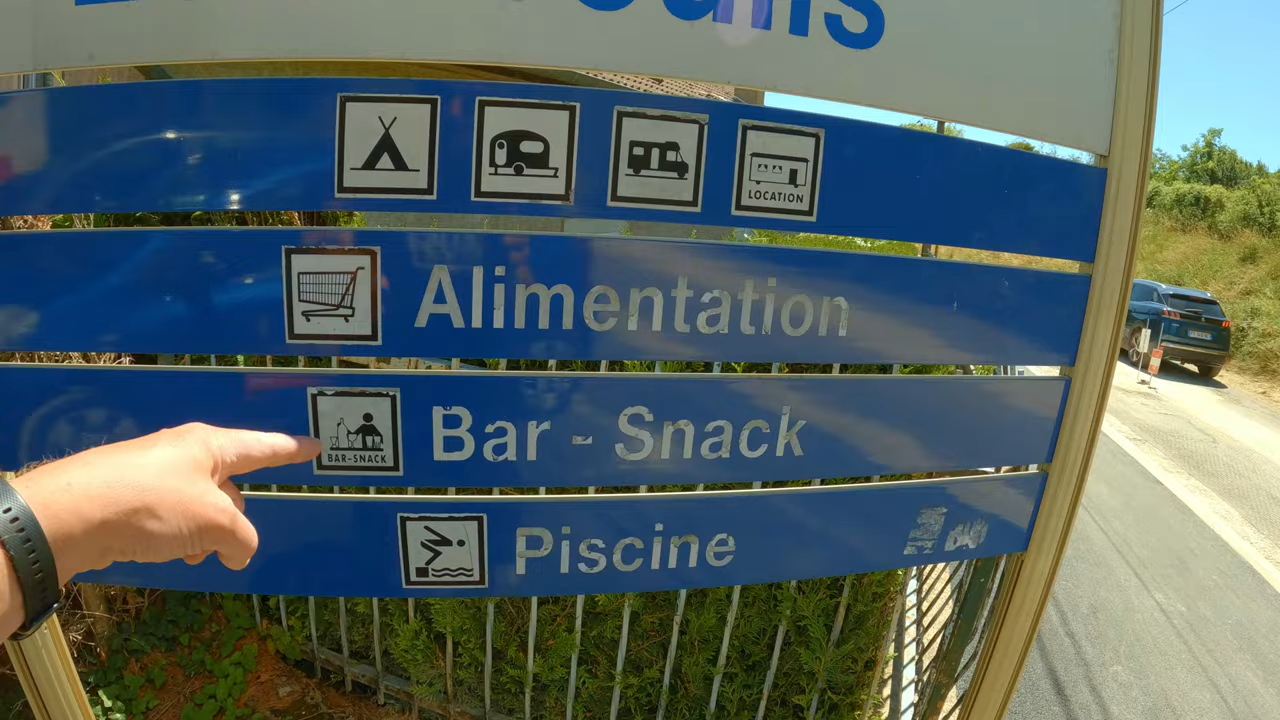 LOCATION
Alimentation
BAR-SNACK
Bar - Snack
Piscine